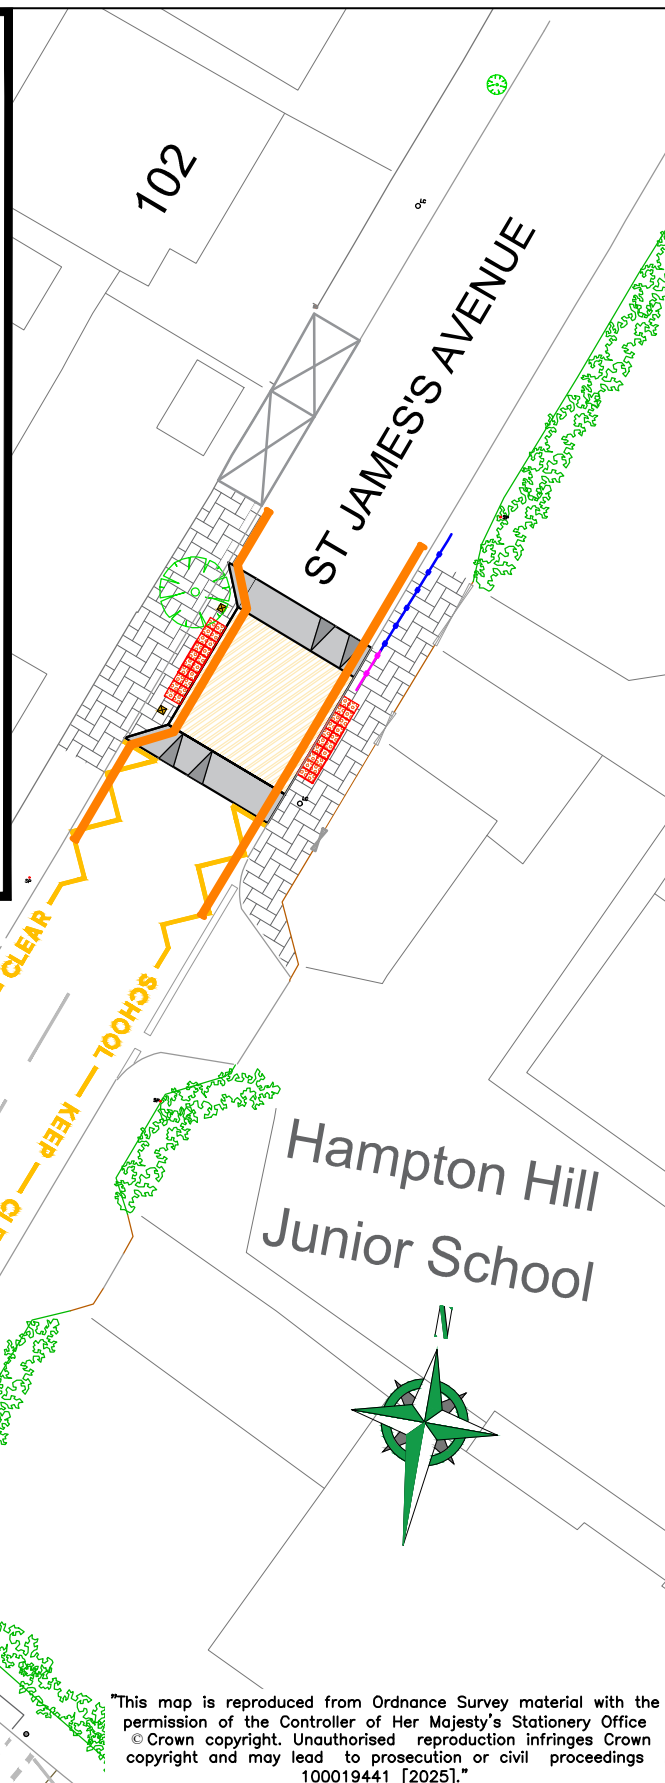 102
ST JAMES'S AVENUE
CLEAR
SCHOOL — KEEP —
Hampton Hill
Junior School
N
"This map is reproduced from Ordnance Survey material with the
permission of the Controller of Her Majesty's Stationery Office
© Crown copyright. Unauthorised reproduction infringes Crown
copyright and may lead to prosecution or civil proceedings
100019441 [2025]."